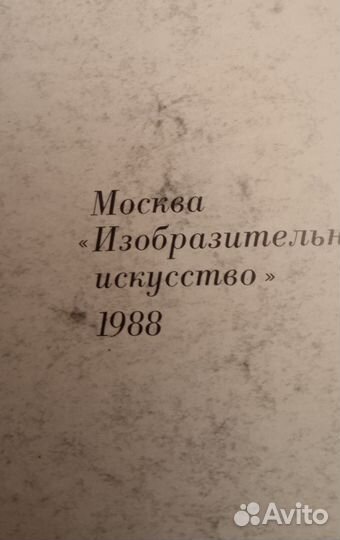 Москва
«Изобразительн
искусство»
1988
Avito